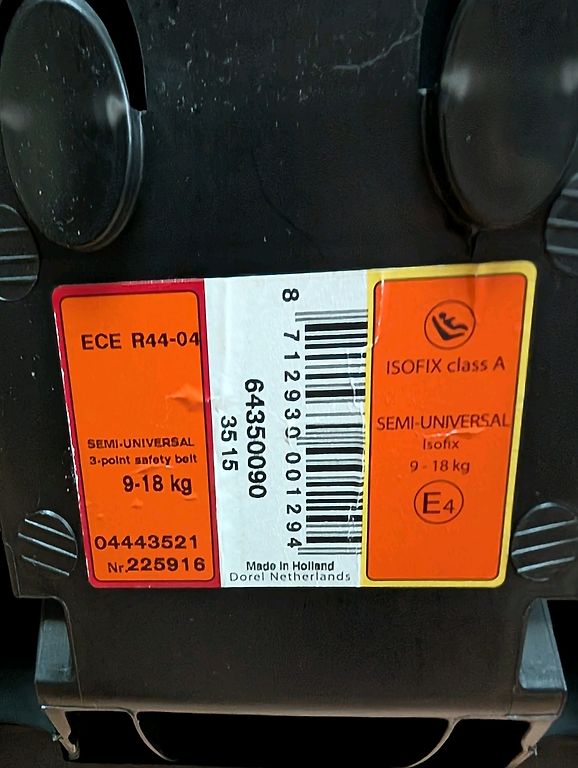 ECE R44-04
SEMI-UNIVERSAL
3-point safety belt
9-18 kg
04443521
Nr.225916
64350090
3515
8 712930 001294
Made in Holland
Dorel Netherlands
ISOFIX class A
SEMI-UNIVERSAL
Isofix
9 - 18 kg
E4